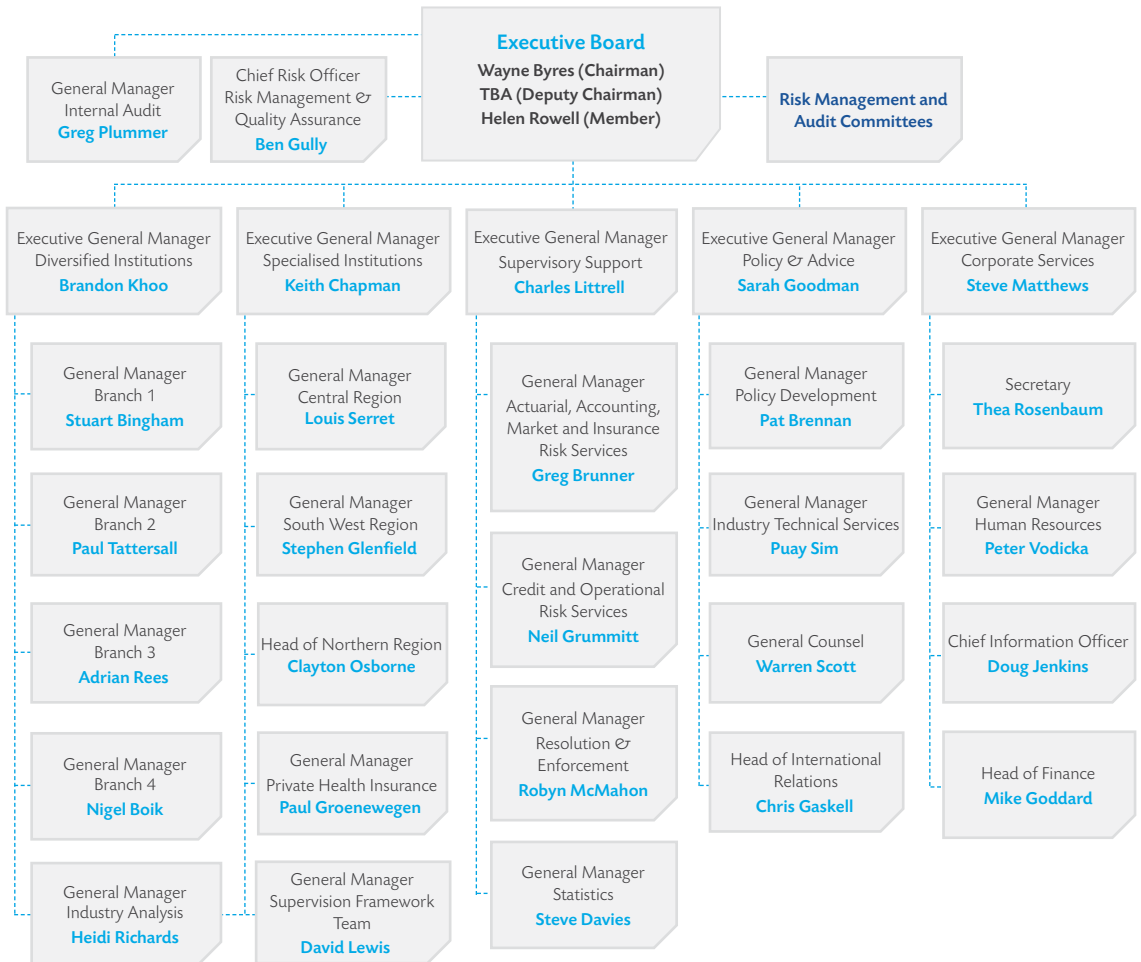 Executive Board
Wayne Byres (Chairman)
TBA (Deputy Chairman)
Helen Rowell (Member)
General Manager
Internal Audit
Greg Plummer
Chief Risk Officer
Risk Management &
Quality Assurance
Ben Gully
Risk Management and
Audit Committees
Executive General Manager
Diversified Institutions
Brandon Khoo
Executive General Manager
Specialised Institutions
Keith Chapman
Executive General Manager
Supervisory Support
Charles Littrell
Executive General Manager
Policy & Advice
Sarah Goodman
Executive General Manager
Corporate Services
Steve Matthews
General Manager
Branch 1
Stuart Bingham
General Manager
Branch 2
Paul Tattersall
General Manager
Branch 3
Adrian Rees
General Manager
Branch 4
Nigel Boik
General Manager
Industry Analysis
Heidi Richards
General Manager
Central Region
Louis Serret
General Manager
South West Region
Stephen Glenfield
Head of Northern Region
Clayton Osborne
General Manager
Private Health Insurance
Paul Groenewegen
General Manager
Supervision Framework
Team
David Lewis
General Manager
Actuarial, Accounting,
Market and Insurance
Risk Services
Greg Brunner
General Manager
Credit and Operational
Risk Services
Neil Grummitt
General Manager
Resolution &
Enforcement
Robyn McMahon
General Manager
Statistics
Steve Davies
General Manager
Policy Development
Pat Brennan
General Manager
Industry Technical Services
Puay Sim
General Counsel
Warren Scott
Head of International
Relations
Chris Gaskell
Secretary
Thea Rosenbaum
General Manager
Human Resources
Peter Vodicka
Chief Information Officer
Doug Jenkins
Head of Finance
Mike Goddard